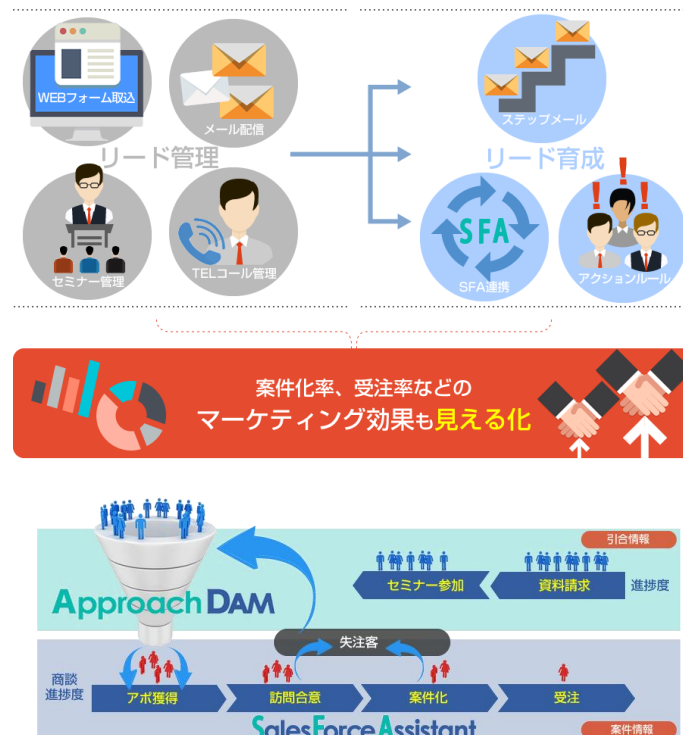 WEBフォーム取込
メール配信
リード管理
セミナー管理
TELコール管理
ステップメール
リード育成
SFA
SFA連携
アクションルール
案件化率、受注率などの
マーケティング効果も見える化
引合情報
セミナー参加
資料請求
進捗度
Approach DAM
失注客
商談
進捗度
アポ獲得
訪問合意
案件化
受注
SalesForce Assistant
案件情報